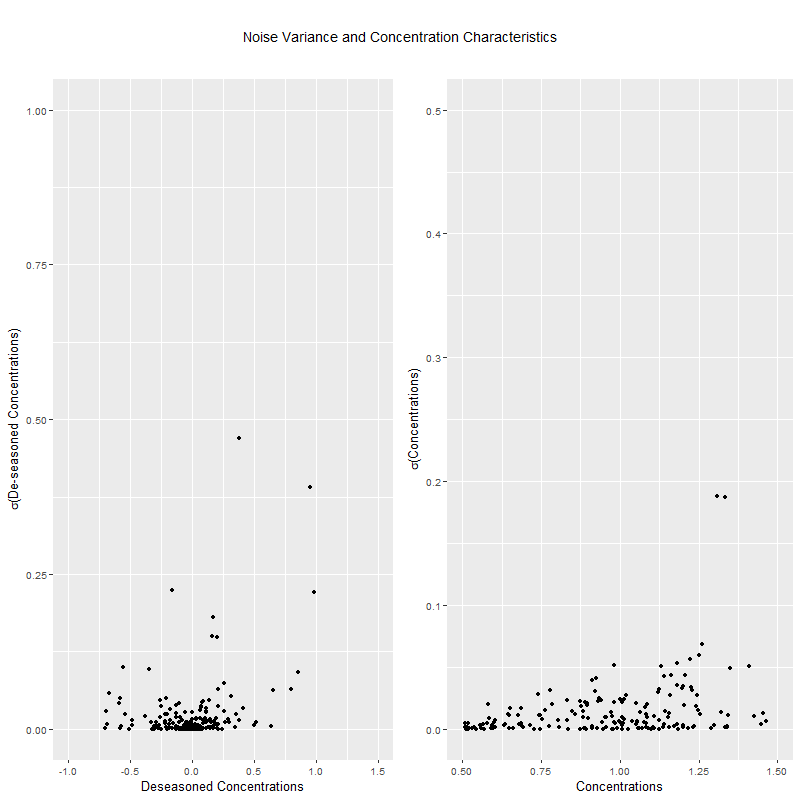 Noise Variance and Concentration Characteristics
σ(De-seasoned Concentrations)
1.00
0.75
0.50
0.25
0.00
-1.0 -0.5 0.0 0.5 1.0 1.5
Deseasoned Concentrations
σ(Concentrations)
0.5
0.4
0.3
0.2
0.1
0.0
0.50 0.75 1.00 1.25 1.50
Concentrations